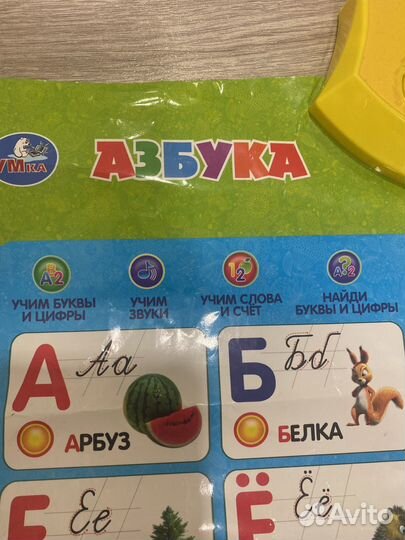 УМка
АЗБУКА
УЧИМ БУКВЫ
И ЦИФРЫ
УЧИМ
ЗВУКИ
УЧИМ СЛОВА
И СЧЁТ
НАЙДИ
БУКВЫ И ЦИФРЫ
А
Аа
АРБУЗ
Б
Бб
БЕЛКА
Е
Ее
Ё
Ёё
Avito